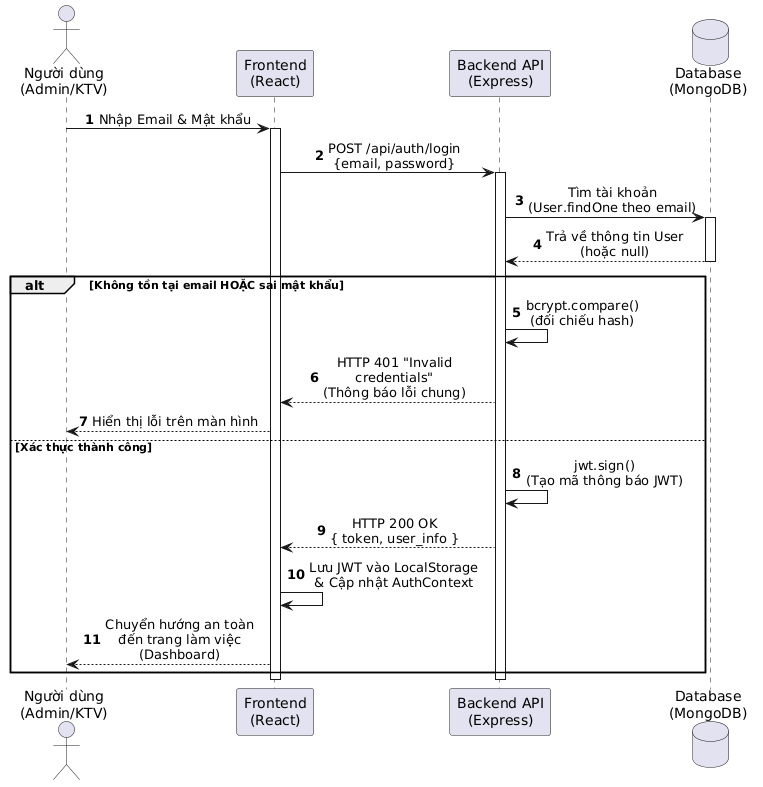 Người dùng
(Admin/KTV)
Frontend
(React)
Backend API
(Express)
Database
(MongoDB)
1 Nhập Email & Mật khẩu
2 POST /api/auth/login
{email, password}
3 Tìm tài khoản
(User.findOne theo email)
4 Trả về thông tin User
(hoặc null)
alt [Không tồn tại email HOẶC sai mật khẩu]
5 bcrypt.compare()
(đối chiếu hash)
6 HTTP 401 "Invalid
credentials"
(Thông báo lỗi chung)
7 Hiển thị lỗi trên màn hình
[Xác thực thành công]
8 jwt.sign()
(Tạo mã thông báo JWT)
9 HTTP 200 OK
{ token, user_info }
10 Lưu JWT vào LocalStorage
& Cập nhật AuthContext
11 Chuyển hướng an toàn
đến trang làm việc
(Dashboard)
Người dùng
(Admin/KTV)
Frontend
(React)
Backend API
(Express)
Database
(MongoDB)